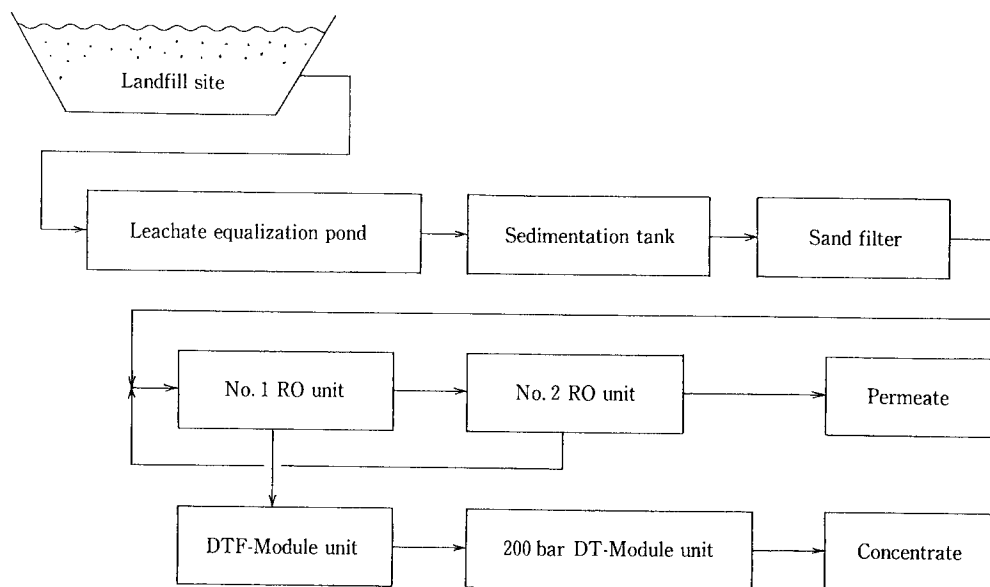 Landfill site
Leachate equalization pond
Sedimentation tank
Sand filter
No. 1 RO unit
No. 2 RO unit
Permeate
DTF-Module unit
200 bar DT-Module unit
Concentrate